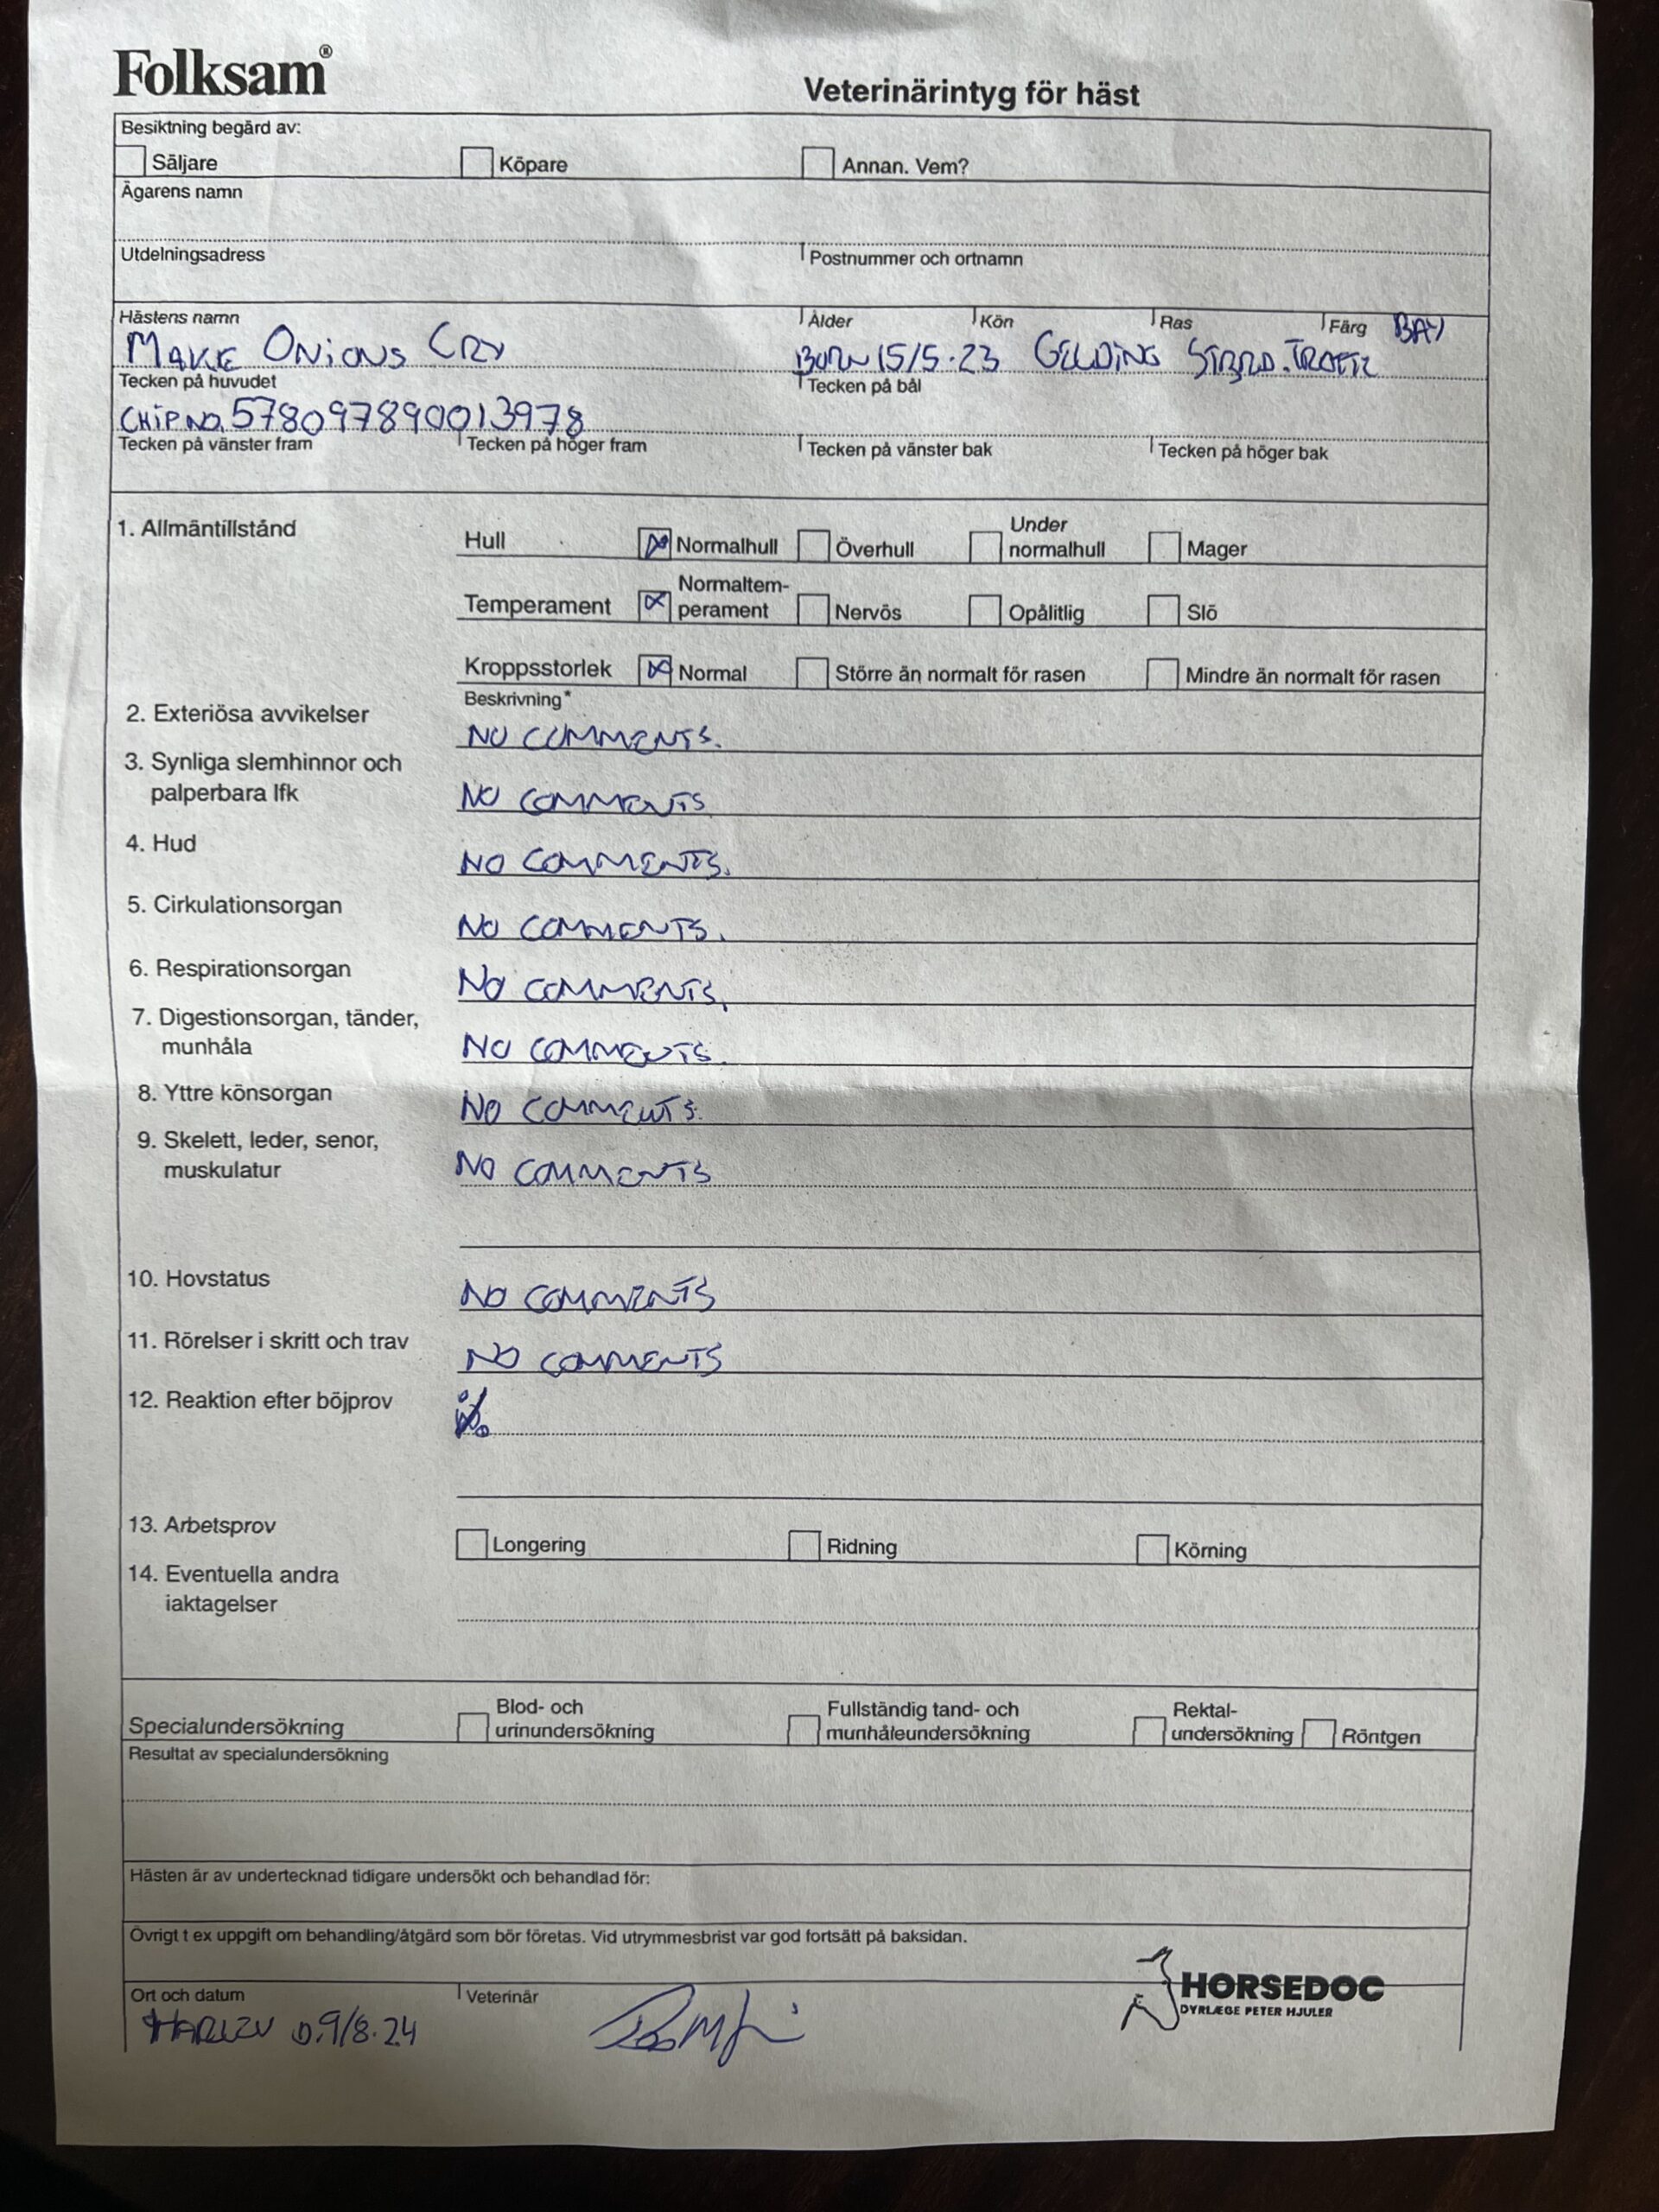 Folksam®
Veterinärintyg för häst
Besiktning begärd av:
Säljare Köpare Annan. Vem?
Ägarens namn
Utdelningsadress Postnummer och ortnamn
Hästens namn Ålder Kön Ras Färg BAY
MAKE ONIONS CRY BORN 15/5-23 GELDING STBRD.
Tecken på huvudet Tecken på bål
CHIP NO. 578097890013978
Tecken på vänster fram Tecken på höger fram Tecken på vänster bak Tecken på höger bak
1. Allmäntillstånd
Hull Normalhull Överhull Under normalhull Mager
Temperament Normaltem-
perament Nervös Opålitlig Slö
Kroppsstorlek Normal Större än normalt för rasen Mindre än normalt för rasen
Beskrivning*
2. Exteriösa avvikelser NO COMMENTS.
3. Synliga slemhinnor och
palperbara lfk NO COMMENTS
4. Hud NO COMMENTS.
5. Cirkulationsorgan NO COMMENTS.
6. Respirationsorgan NO COMMENTS.
7. Digestionsorgan, tänder,
munhåla NO COMMENTS.
8. Yttre könsorgan NO COMMENTS.
9. Skelett, leder, senor,
muskulatur NO COMMENTS
10. Hovstatus NO COMMENTS
11. Rörelser i skritt och trav NO COMMENTS
12. Reaktion efter böjprov
13. Arbetsprov Longering Ridning Körning
14. Eventuella andra
iaktagelser
Specialundersökning Blod- och
urinundersökning Fullständig tand- och
munhåleundersökning Rektal-
undersökning Röntgen
Resultat av specialundersökning
Hästen är av undertecknad tidigare undersökt och behandlad för:
Övrigt t ex uppgift om behandling/åtgärd som bör företas. Vid utrymmesbrist var god fortsätt på baksidan.
Ort och datum Veterinär
HARLEV D.9/8-24
HORSEDOC
DYRLÆGE PETER HJULER